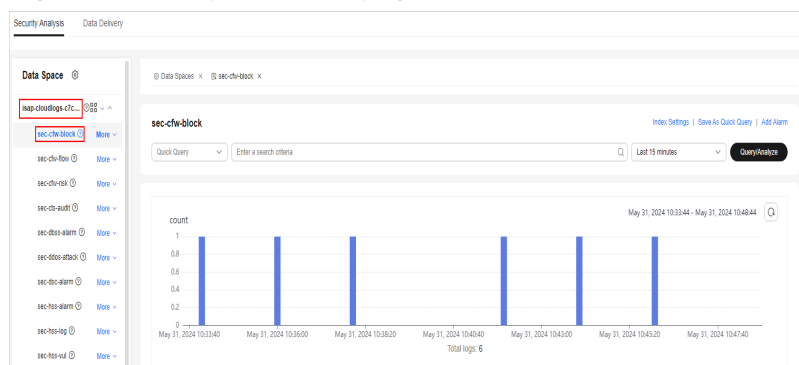 Security Analysis Data Delivery
Data Space
Data Spaces × sec-cfw-block ×
isap-cloudlogs-c7c...
sec-cfw-block More
sec-cfw-flow More
sec-cfw-risk More
sec-cts-audit More
sec-dbss-alarm More
sec-ddos-attack More
sec-dsc-alarm More
sec-hss-alarm More
sec-hss-log More
sec-hss-vul More
sec-cfw-block Index Settings | Save As Quick Query | Add Alarm
Quick Query Enter a search criteria Last 15 minutes Query/Analyze
May 31, 2024 10:33:44 - May 31, 2024 10:48:44
count
1
0.8
0.6
0.4
0.2
0
May 31, 2024 10:33:40 May 31, 2024 10:36:00 May 31, 2024 10:38:20 May 31, 2024 10:40:40 May 31, 2024 10:43:00 May 31, 2024 10:45:20 May 31, 2024 10:47:40
Total logs: 6